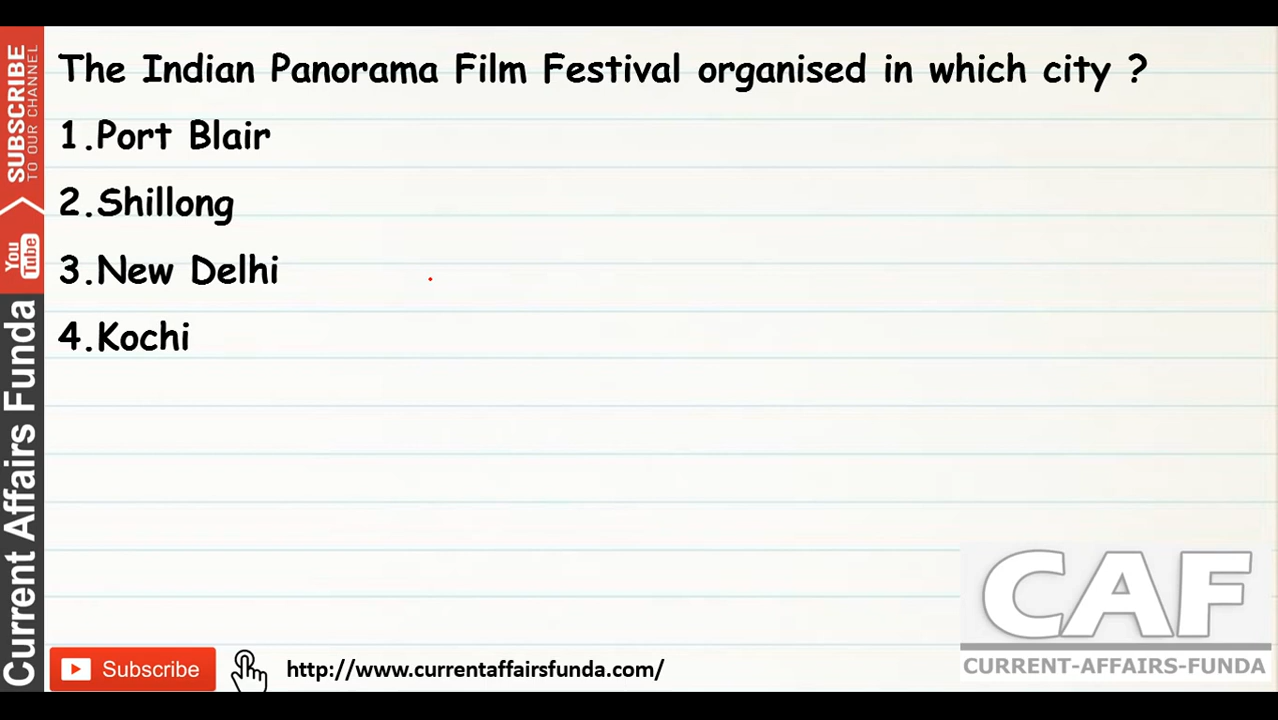 The Indian Panorama Film Festival organised in which city ?
1.Port Blair
2.Shillong
3.New Delhi
4.Kochi
SUBSCRIBE
TO OUR CHANNEL
You
Tube
Current Affairs Funda
Subscribe
http://www.currentaffairsfunda.com/
CAF
CURRENT-AFFAIRS-FUNDA